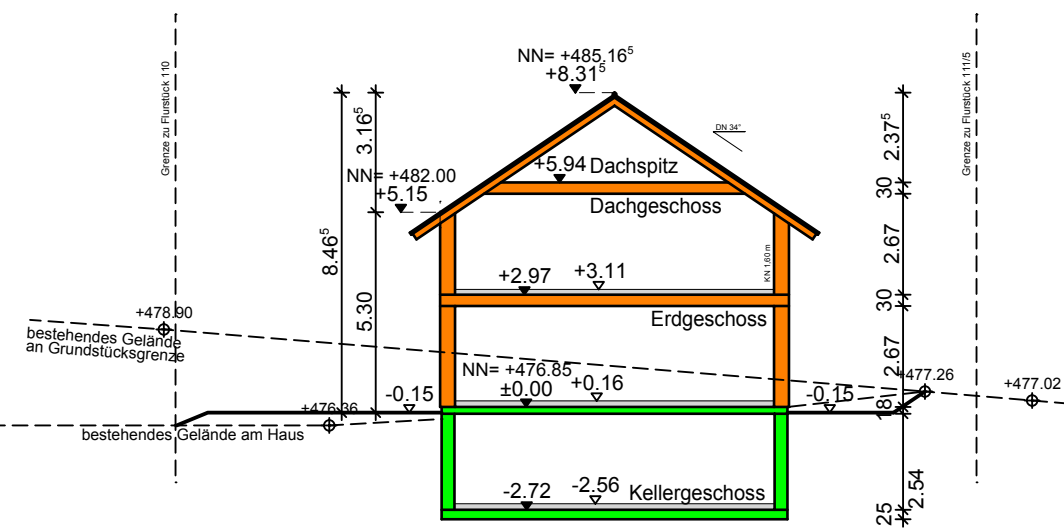 NN= +485.16⁵
+8.31⁵
Grenze zu Flurstück 110
Grenze zu Flurstück 111/5
DN 34°
3.16⁵
2.37⁵
NN= +482.00
+5.15
+5.94 Dachspitz
30
Dachgeschoss
8.46⁵
5.30
2.67
KN 1,60 m
+2.97
+3.11
30
Erdgeschoss
+478.90
bestehendes Gelände
an Grundstücksgrenze
2.67
NN= +476.85
±0.00
+0.16
+477.26
+477.02
-0.15
-0.15
+476.36
18
bestehendes Gelände am Haus
2.54
-2.72
-2.56
Kellergeschoss
25